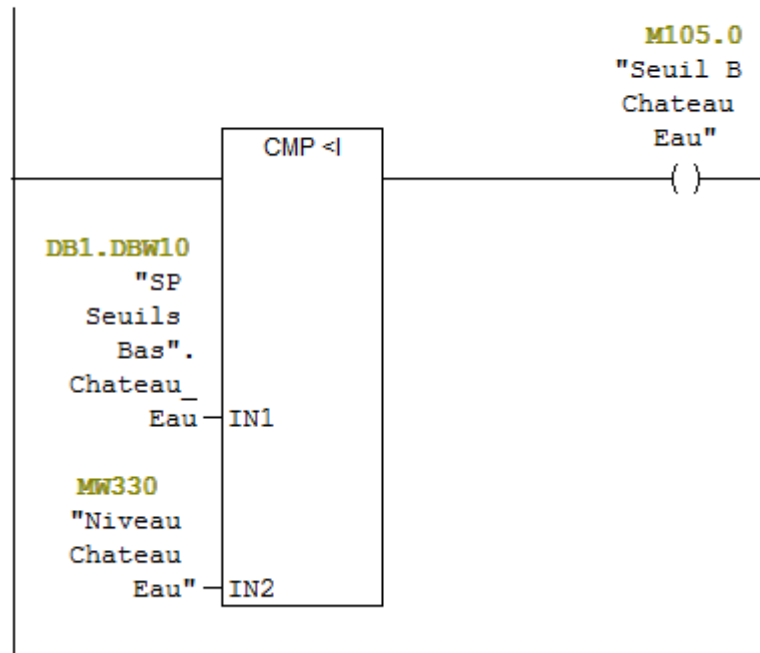 M105.0
"Seuil B
Chateau
Eau"
CMP <I
DB1.DBW10
"SP
Seuils
Bas".
Chateau_
Eau IN1
MW330
"Niveau
Chateau
Eau" IN2